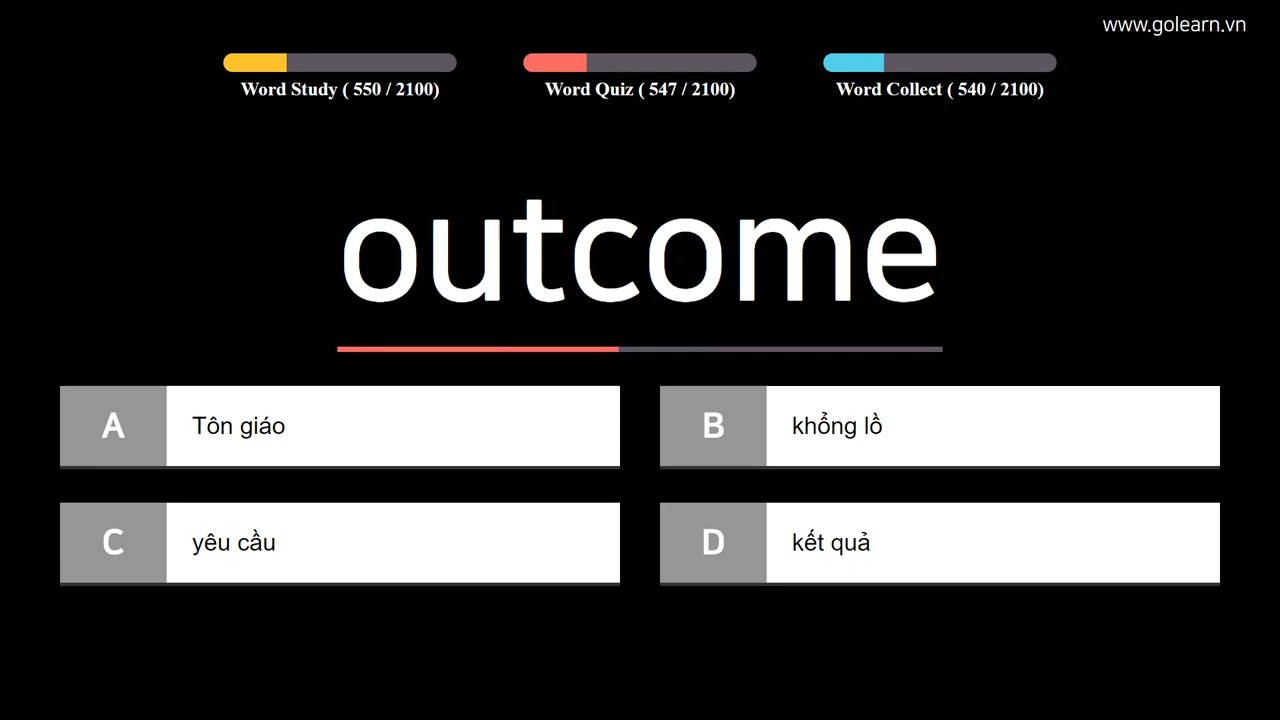 www.golearn.vn
Word Study ( 550 / 2100)
Word Quiz ( 547 / 2100)
Word Collect ( 540 / 2100)
outcome
A Tôn giáo
B khổng lồ
C yêu cầu
D kết quả